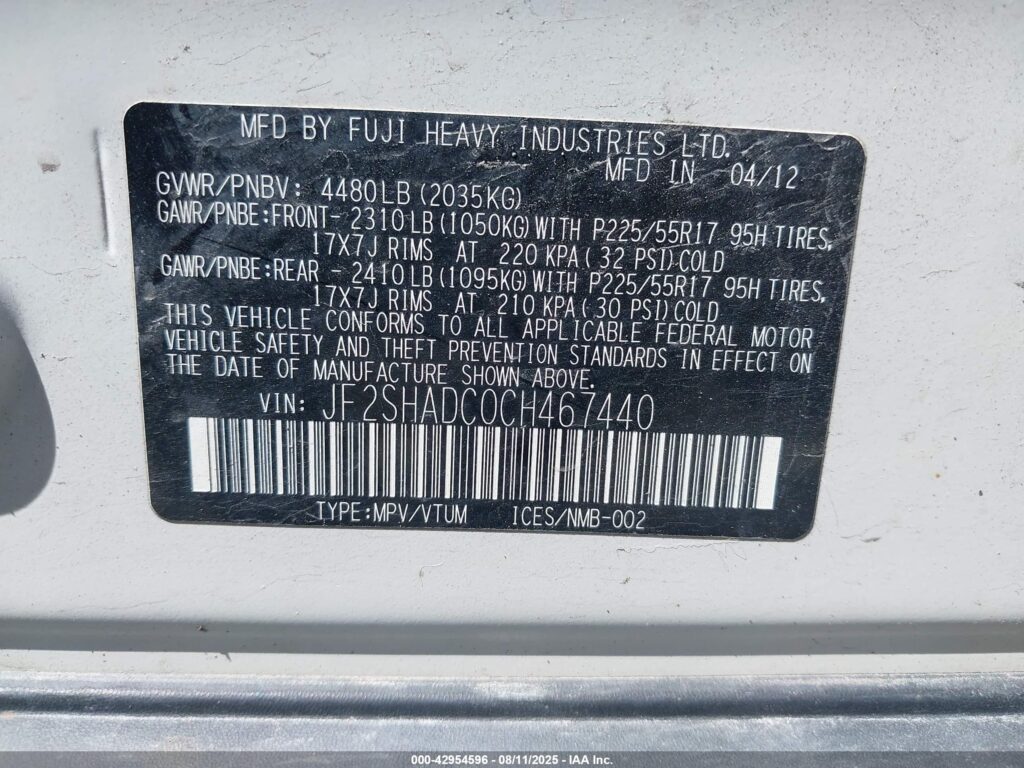 MFD BY FUJI HEAVY INDUSTRIES LTD.
MFD IN 04/12
GVWR/PNBV: 4480LB (2035KG)
GAWR/PNBE:FRONT- 2310 LB (1050KG) WITH P225/55R17 95H TIRES,
17X7J RIMS AT 220 KPA ( 32 PSI) COLD
GAWR/PNBE:REAR - 2410 LB (1095KG) WITH P225/55R17 95H TIRES,
17X7J RIMS AT 210 KPA ( 30 PSI) COLD
THIS VEHICLE CONFORMS TO ALL APPLICABLE FEDERAL MOTOR
VEHICLE SAFETY AND THEFT PREVENTION STANDARDS IN EFFECT ON
THE DATE OF MANUFACTURE SHOWN ABOVE.
VIN: JF2SHADC0CH467440
TYPE:MPV/VTUM ICES/NMB-002
000-42954596 - 08/11/2025 - IAA Inc.